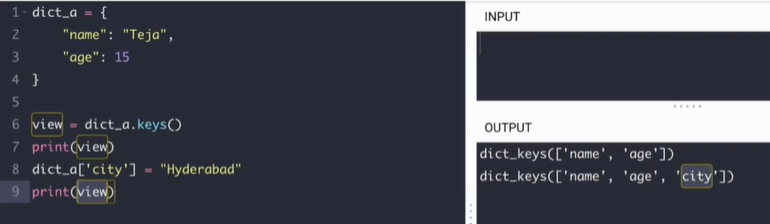 1 dict_a = {
2 "name": "Teja",
3 "age": 15
4 }
5
6 view = dict_a.keys()
7 print(view)
8 dict_a['city'] = "Hyderabad"
9 print(view)
INPUT
OUTPUT
dict_keys(['name', 'age'])
dict_keys(['name', 'age', 'city'])